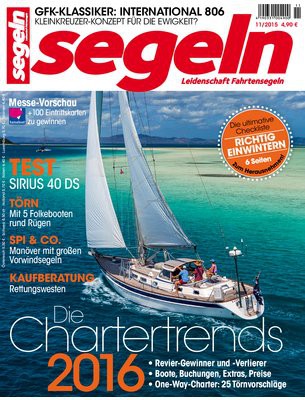 GFK-KLASSIKER: INTERNATIONAL 806
KLEINKREUZER-KONZEPT FÜR DIE EWIGKEIT?
segeln
segeln
11/2015 4,90 €
Leidenschaft Fahrtensegeln
Messe-Vorschau
+100 Eintrittskarten
zu gewinnen
Die ultimative
Checkliste
RICHTIG
EINWINTERN
6 Seiten
Zum Herausnehmen!
TEST
SIRIUS 40 DS
TÖRN
Mit 5 Folkebooten
rund Rügen
SPI & CO.
Manöver mit großen
Vorwindsegeln
KAUFBERATUNG
Rettungswesten
Die
Chartertrends
2016
• Revier-Gewinner und -Verlierer
• Boote, Buchungen, Extras, Preise
• One-Way-Charter: 25 Törnvorschläge